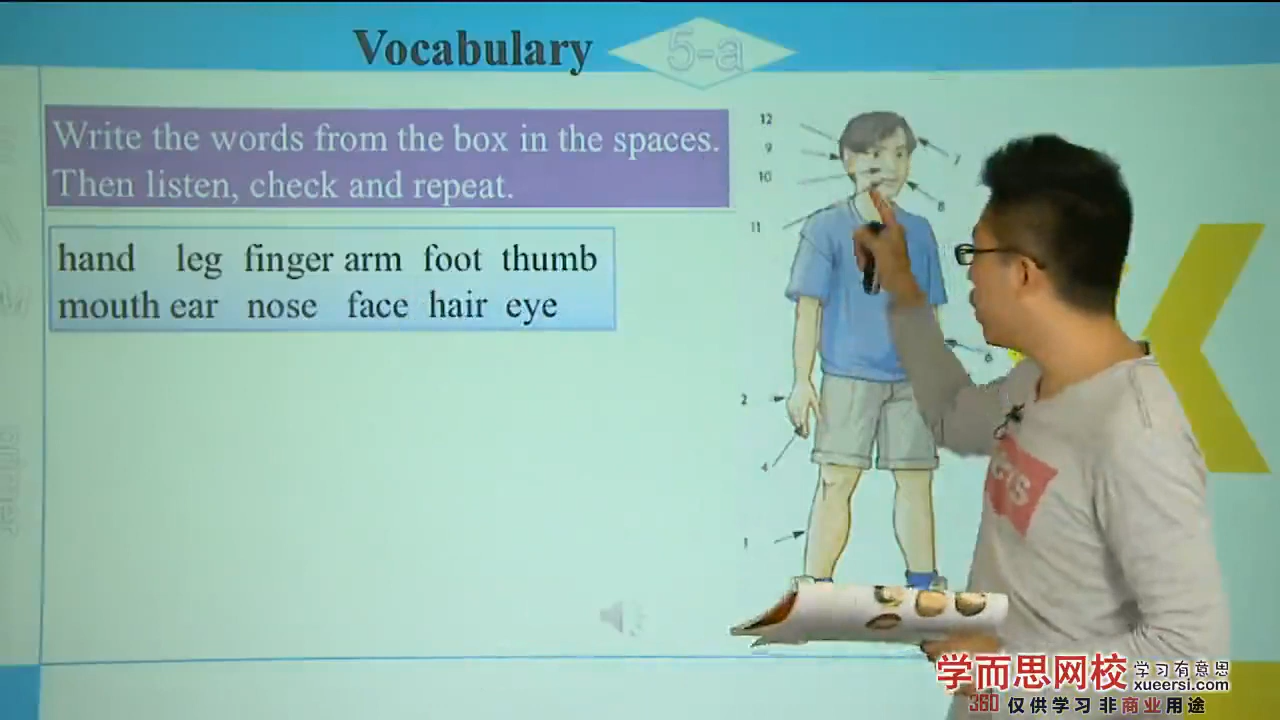 Vocabulary
5-a
Write the words from the box in the spaces.
Then listen, check and repeat.
hand leg finger arm foot thumb
mouth ear nose face hair eye
12
9
10
11
7
8
6
2
4
1
学而思网校
学习有意思
xueersi.com
360 仅供学习 非商业用途